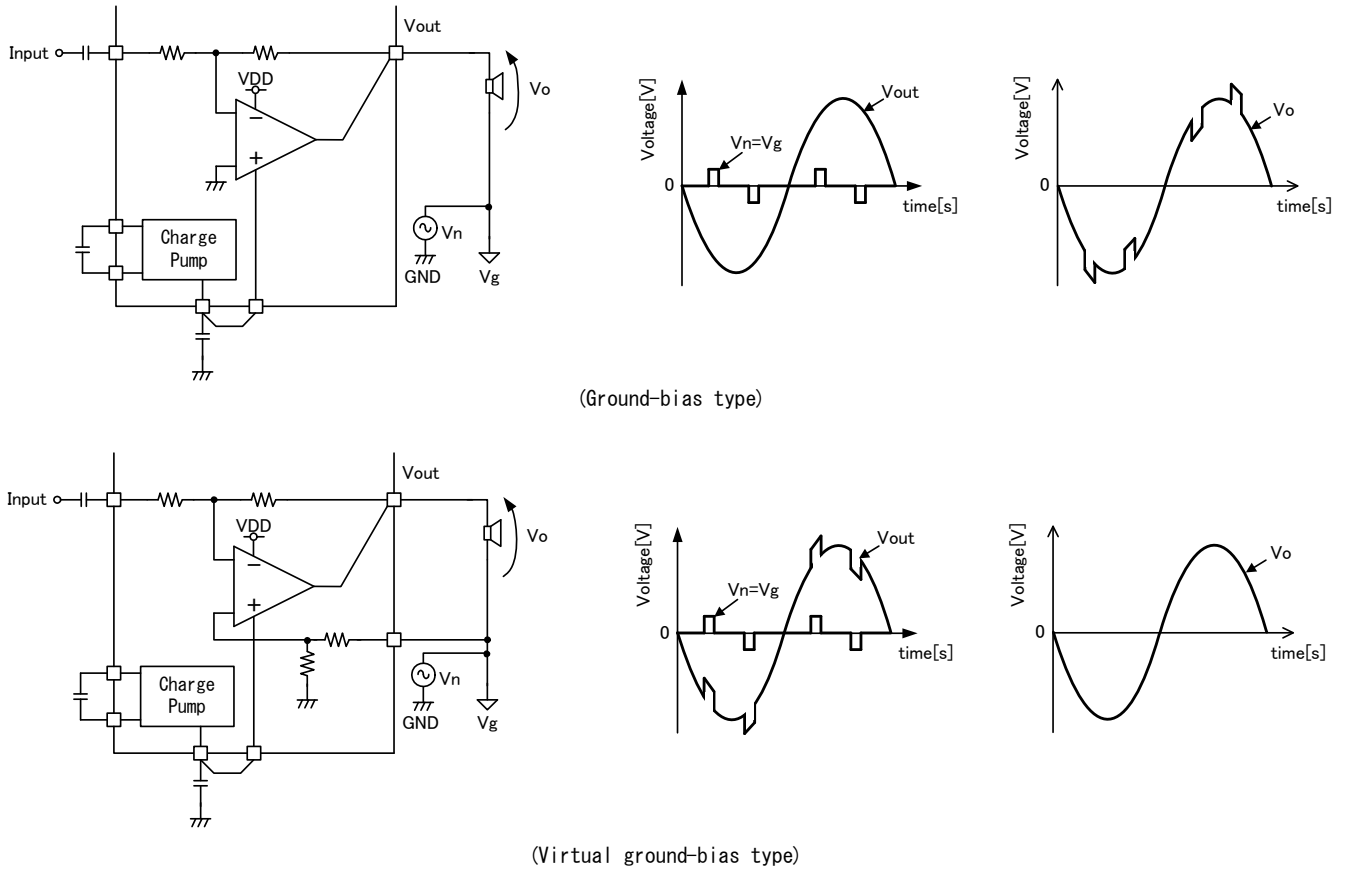 Vout
Input
VDD
Vo
−
+
Charge
Pump
Vn
GND
Vg
Voltage[V]
Vout
Vn=Vg
0
time[s]
Voltage[V]
Vo
0
time[s]
(Ground-bias type)
Vout
Input
VDD
Vo
−
+
Charge
Pump
Vn
GND
Vg
Voltage[V]
Vout
Vn=Vg
0
time[s]
Voltage[V]
Vo
0
time[s]
(Virtual ground-bias type)